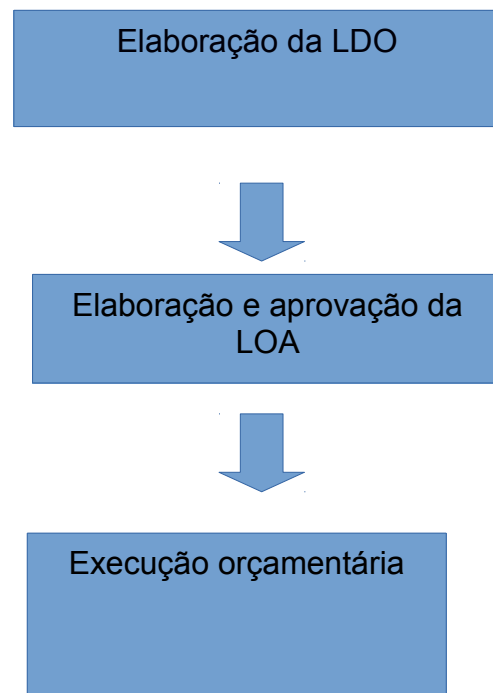 Elaboração da LDO
Elaboração e aprovação da
LOA
Execução orçamentária